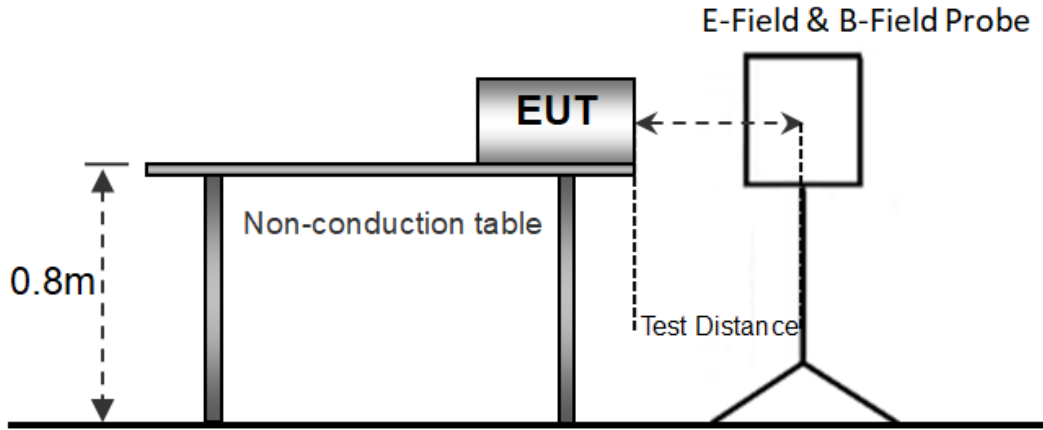 E-Field & B-Field Probe
EUT
Non-conduction table
0.8m
Test Distance